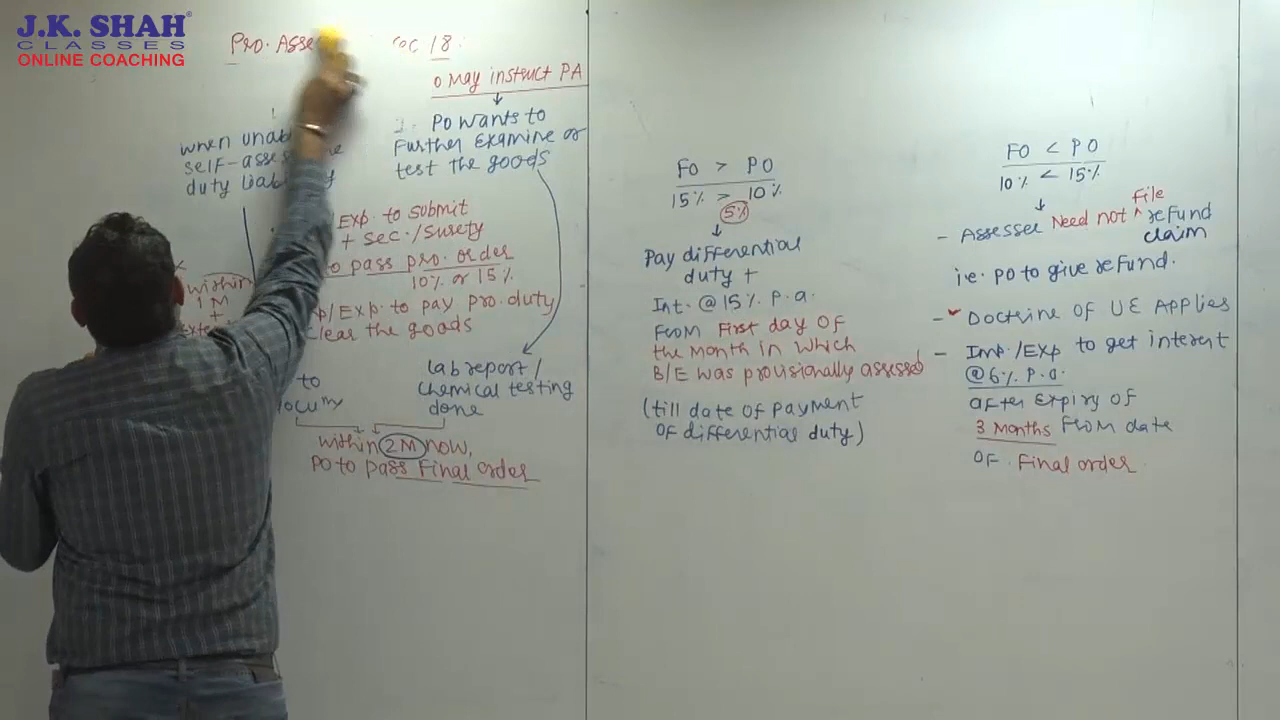 J.K. SHAH
CLASSES
ONLINE COACHING
Pro. Asse
18:
o may instruct PA
when unab
self-assess
duty liability
PO wants to
Further Examine or
test the goods
Exp. to submit
+ sec./surety
to pass pro. order
10% or 15%
p/Exp. to pay pro. duty
clear the goods
within
1 M
+
exte
to
Lab report /
chemical testing
done
within 2M now,
PO to pass Final order
FO > PO
15% > 10%
5%
Pay differential
duty +
Int. @ 15% p.a.
From First day of
the month in which
B/E was provisionally assessed
(till date of payment
of differential duty)
FO < PO
10% < 15%
- Assessee Need not file refund
claim
i.e. PO to give refund.
- Doctrine of UE Applies
- Imp./Exp to get interest
@ 6% p.a.
after Expiry of
3 months From date
of Final order